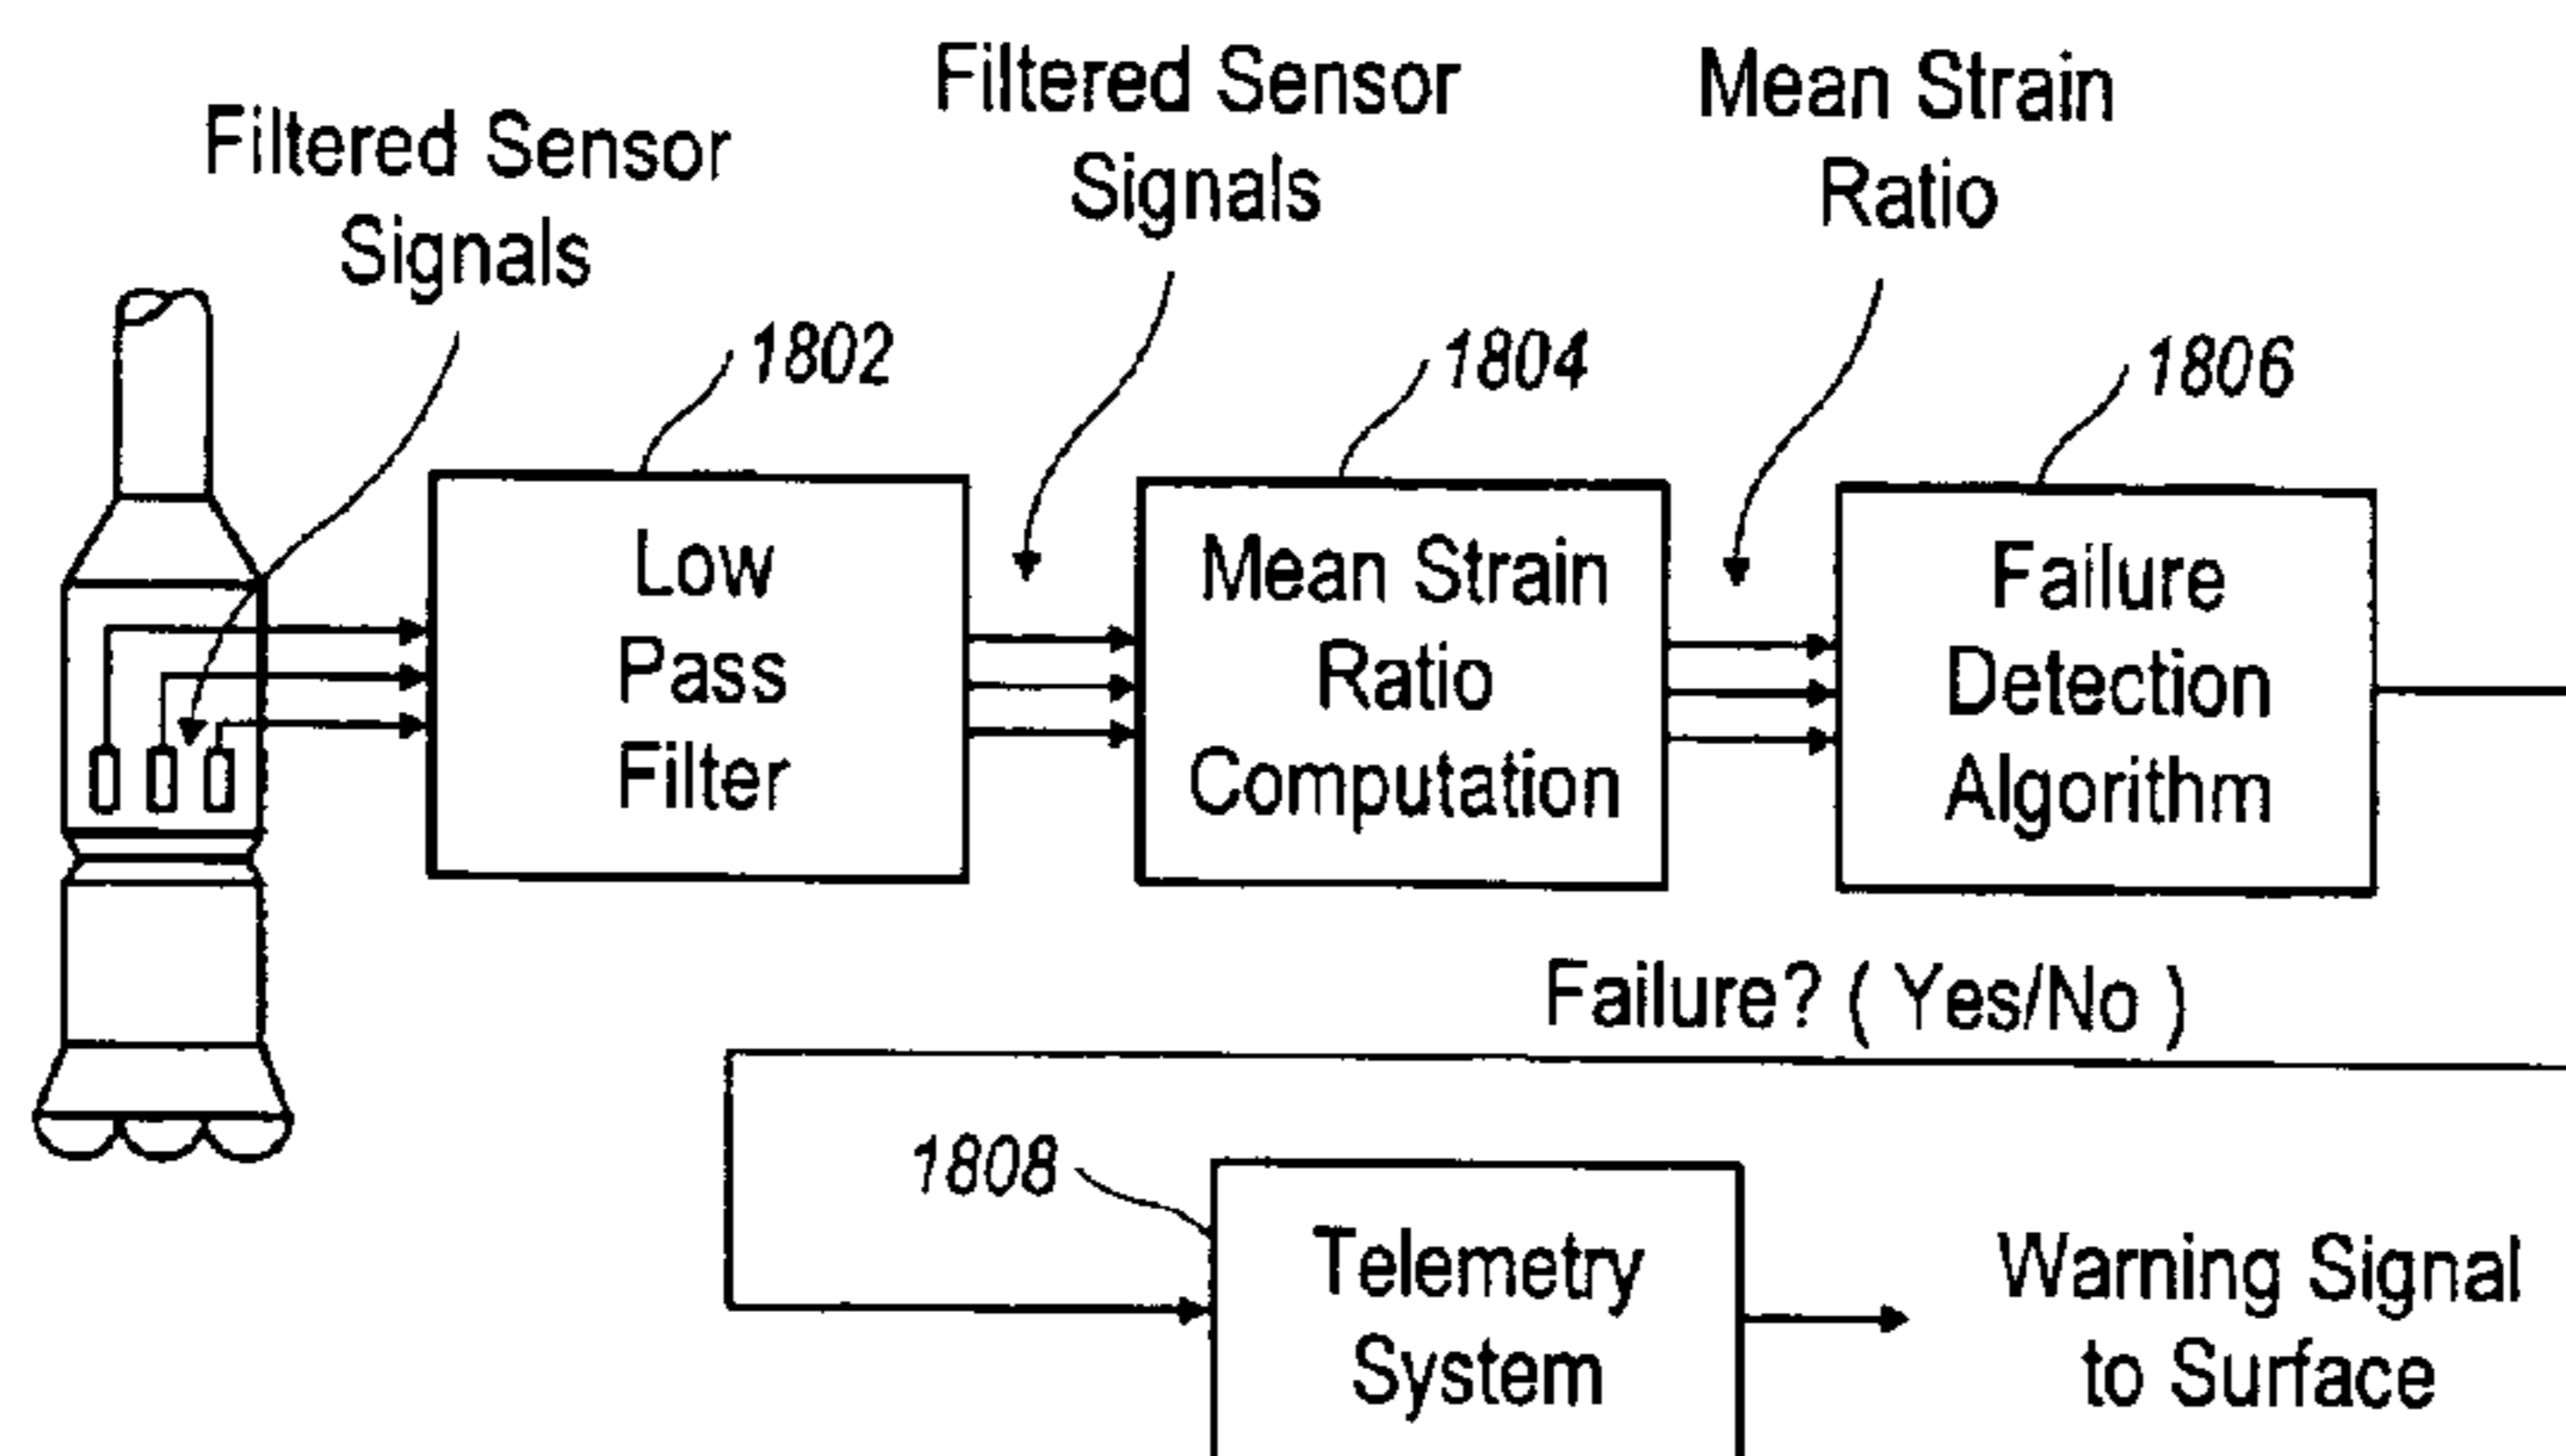 Filtered Sensor
Signals
Filtered Sensor
Signals
Mean Strain
Ratio
1802
1804
1806
Low
Pass
Filter
Mean Strain
Ratio
Computation
Failure
Detection
Algorithm
Failure? ( Yes/No )
1808
Telemetry
System
Warning Signal
to Surface